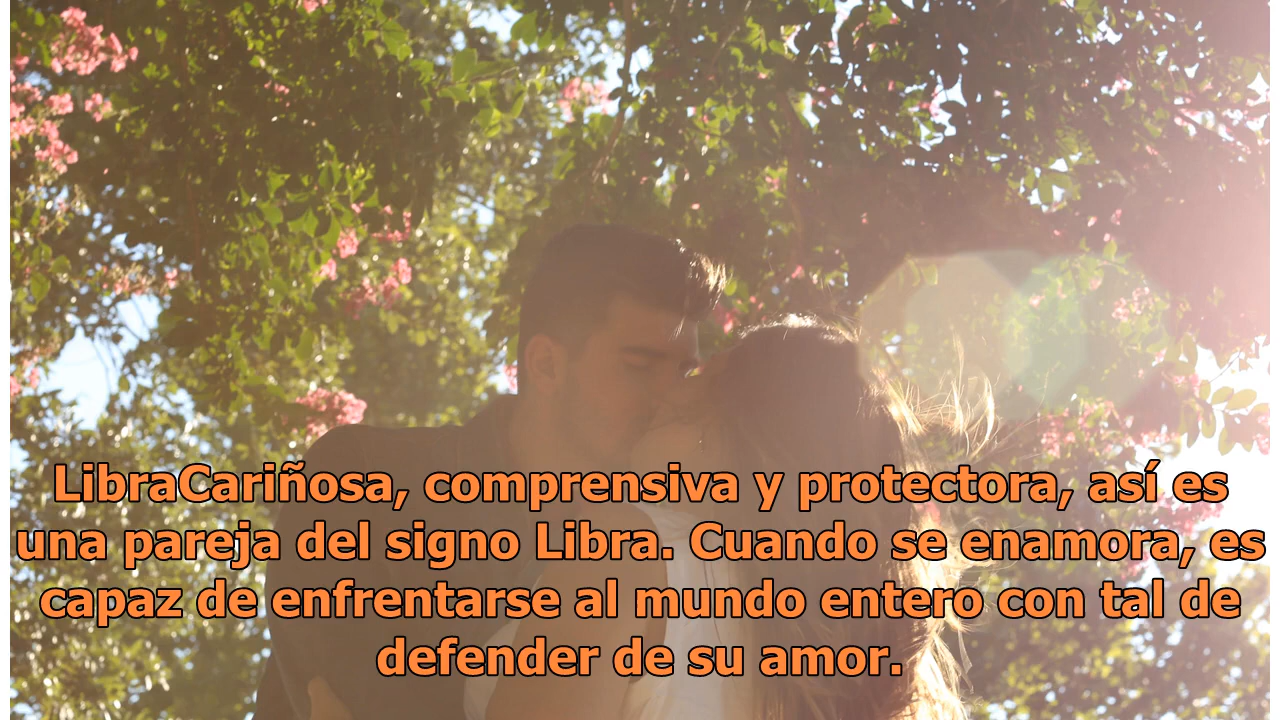 LibraCariñosa, comprensiva y protectora, así es
una pareja del signo Libra. Cuando se enamora, es
capaz de enfrentarse al mundo entero con tal de
defender de su amor.